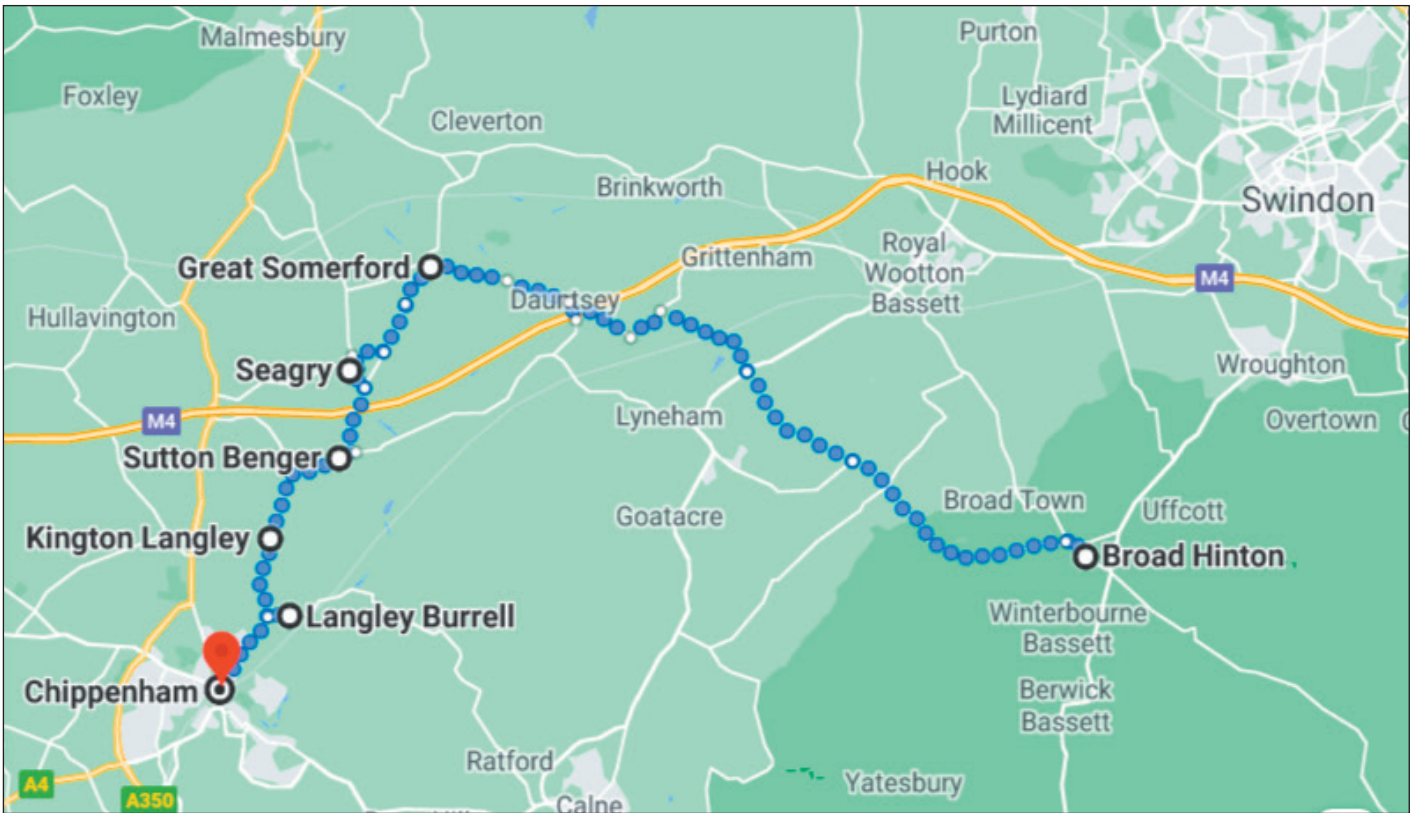 Malmesbury
Purton
Foxley
Lydiard
Millicent
Cleverton
Hook
Brinkworth
Swindon
Royal
Wootton
Bassett
Grittenham
Great Somerford
M4
Dauntsey
Hullavington
Wroughton
Seagry
Lyneham
M4
Overtown
Sutton Benger
Broad Town
Uffcott
Goatacre
Kington Langley
Broad Hinton
Langley Burrell
Winterbourne
Bassett
Chippenham
Berwick
Bassett
Ratford
Yatesbury
A4
A350
Calne